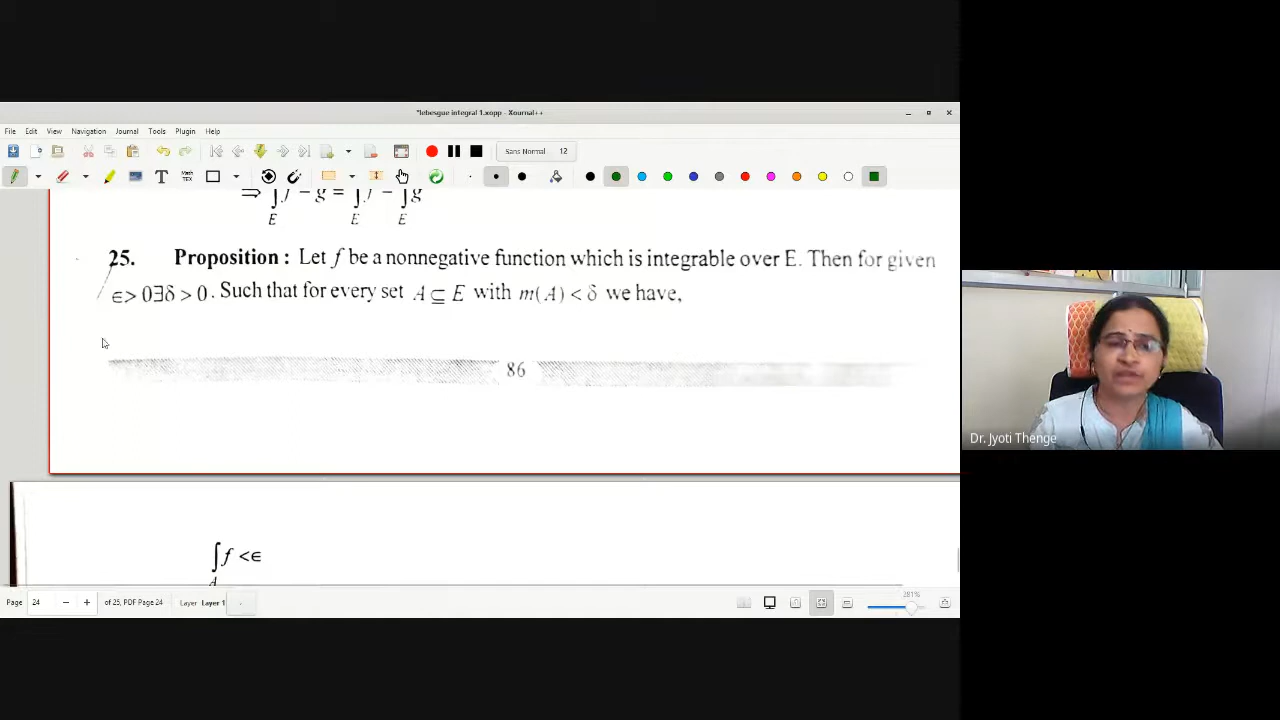 *lebesgue integral 1.xopp - Xournal++
File Edit View Navigation Journal Tools Plugin Help
Sans Normal 12
⇒ ∫ f − g = ∫ f − ∫ g
E E E
25. Proposition : Let f be a nonnegative function which is integrable over E. Then for given
∈> 0∃δ > 0. Such that for every set A ⊆ E with m(A) < δ we have,
86
∫ f <∈
A
Page 24 of 25, PDF Page 24 Layer Layer 1
281%
Dr. Jyoti Thenge